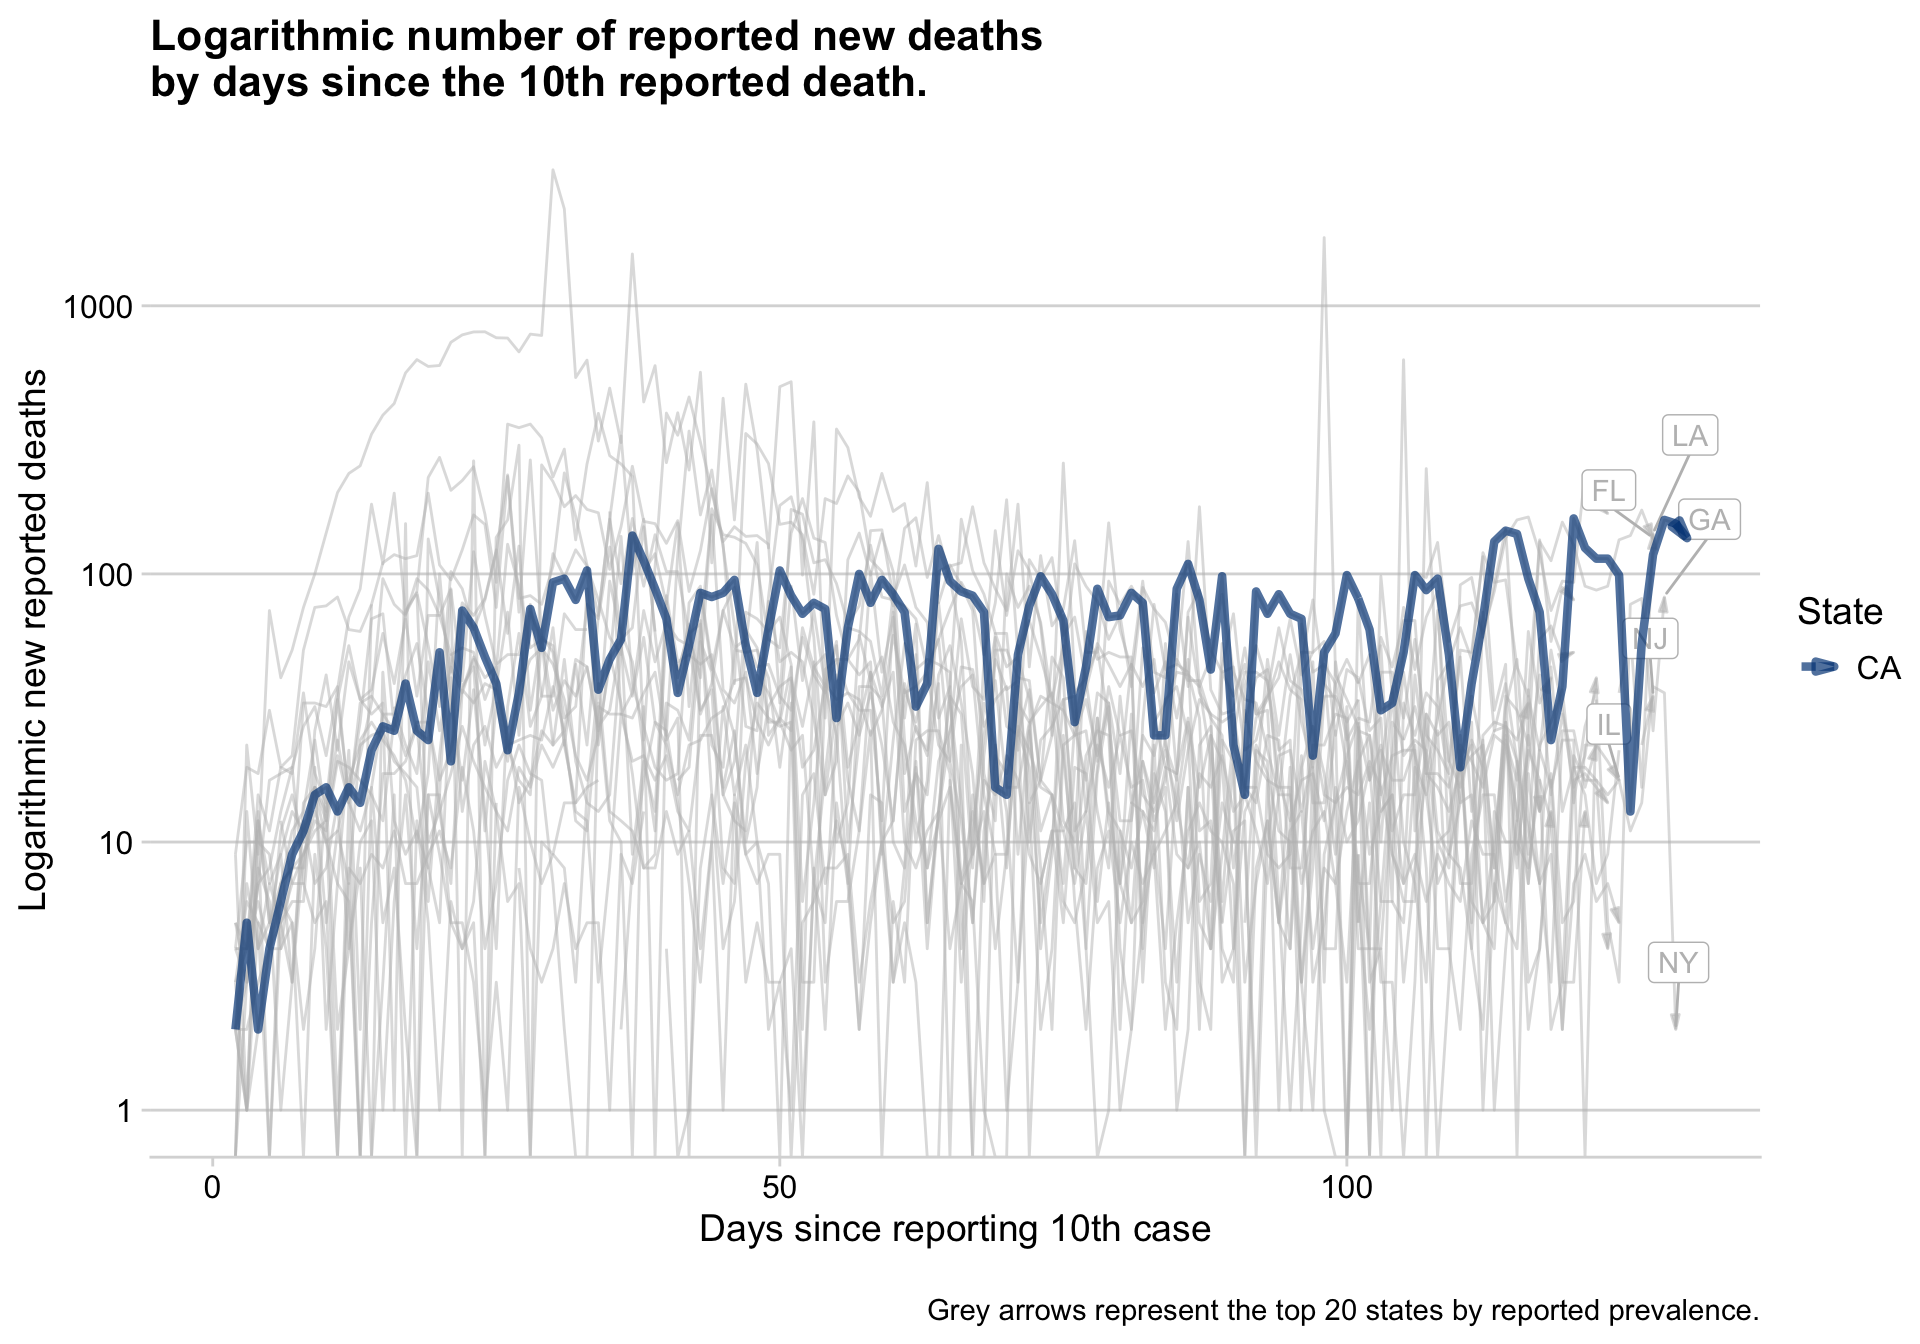 Logarithmic number of reported new deaths
by days since the 10th reported death.
Logarithmic new reported deaths
1000
100
10
1
LA
FL
GA
NJ
IL
NY
State
CA
0
50
100
Days since reporting 10th case
Grey arrows represent the top 20 states by reported prevalence.